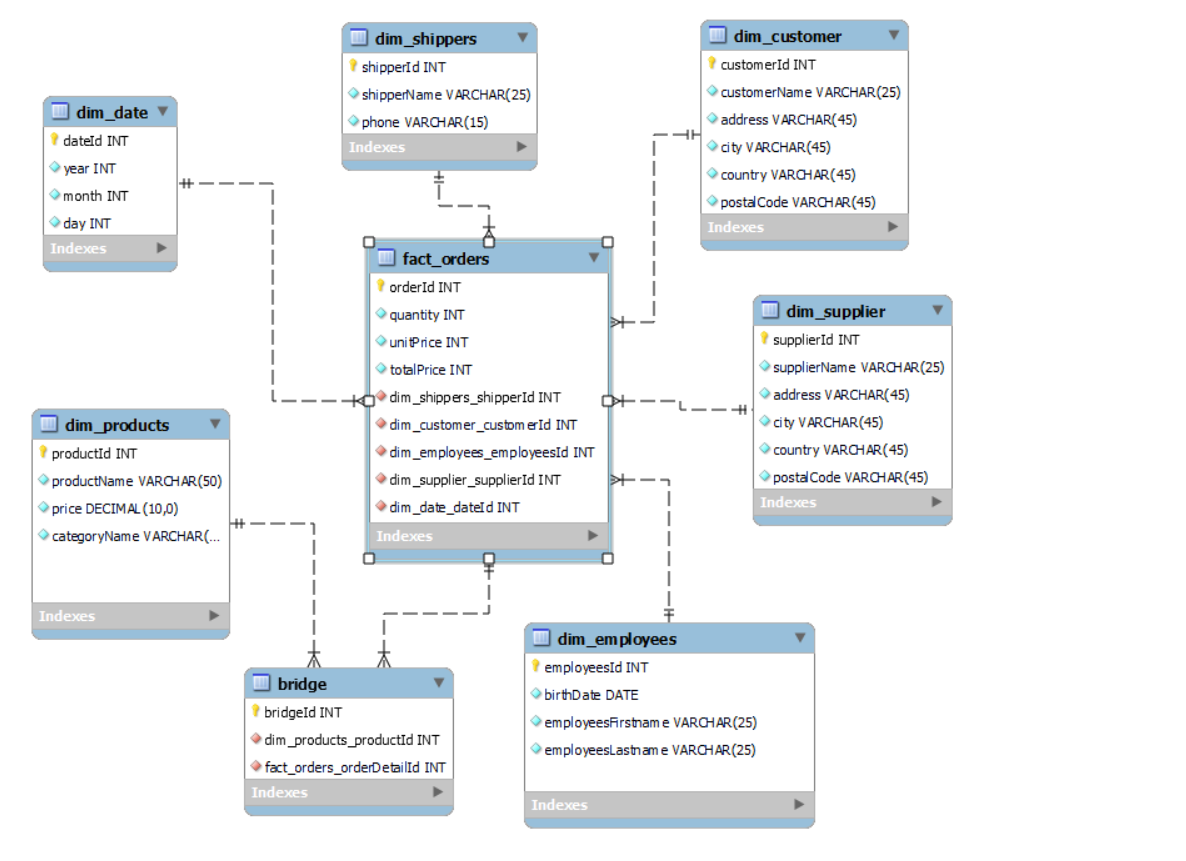 dim_shippers
shipperId INT
shipperName VARCHAR(25)
phone VARCHAR(15)
Indexes
dim_customer
customerId INT
customerName VARCHAR(25)
address VARCHAR(45)
city VARCHAR(45)
country VARCHAR(45)
postalCode VARCHAR(45)
Indexes
dim_date
dateId INT
year INT
month INT
day INT
Indexes
fact_orders
orderId INT
quantity INT
unitPrice INT
totalPrice INT
dim_shippers_shipperId INT
dim_customer_customerId INT
dim_employees_employeesId INT
dim_supplier_supplierId INT
dim_date_dateId INT
Indexes
dim_supplier
supplierId INT
supplierName VARCHAR(25)
address VARCHAR(45)
city VARCHAR(45)
country VARCHAR(45)
postalCode VARCHAR(45)
Indexes
dim_products
productId INT
productName VARCHAR(50)
price DECIMAL(10,0)
categoryName VARCHAR(...
Indexes
bridge
bridgeId INT
dim_products_productId INT
fact_orders_orderDetailId INT
Indexes
dim_employees
employeesId INT
birthDate DATE
employeesFirstname VARCHAR(25)
employeesLastname VARCHAR(25)
Indexes